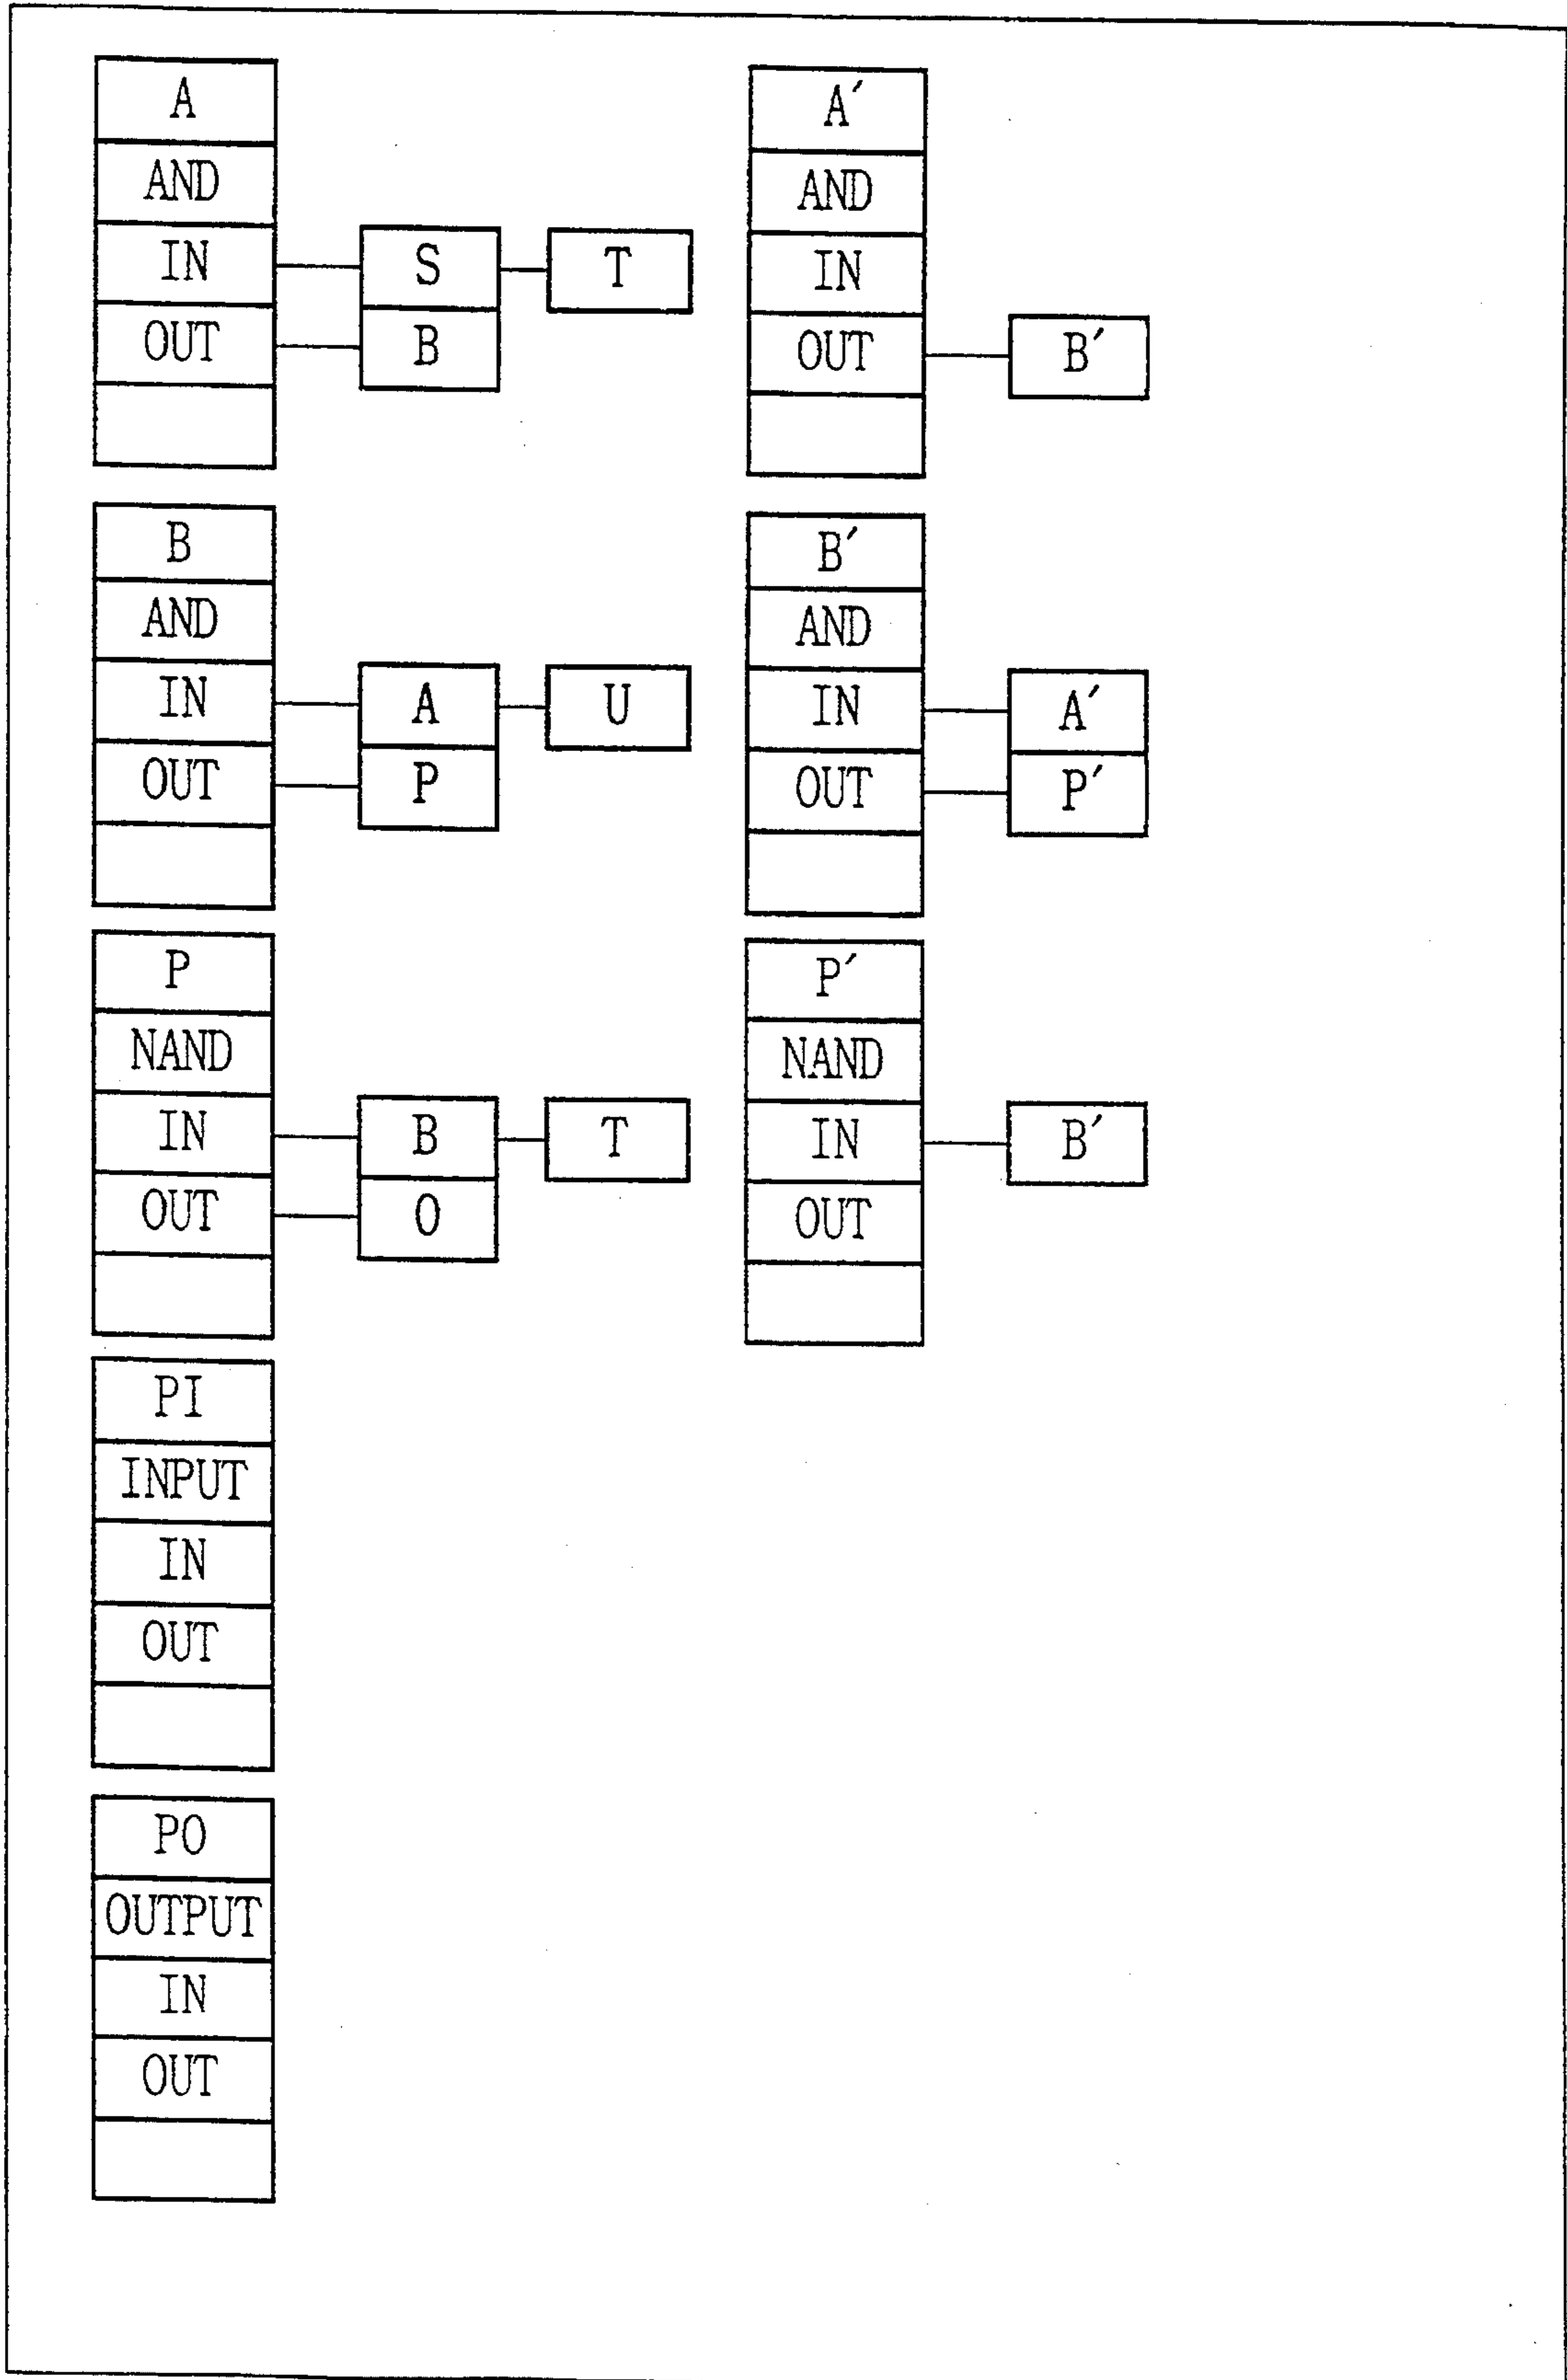 A
AND
IN S T
OUT B
B
AND
IN A U
OUT P
P
NAND
IN B T
OUT O
PI
INPUT
IN
OUT
PO
OUTPUT
IN
OUT
A′
AND
IN
OUT B′
B′
AND
IN A′
OUT P′
P′
NAND
IN B′
OUT